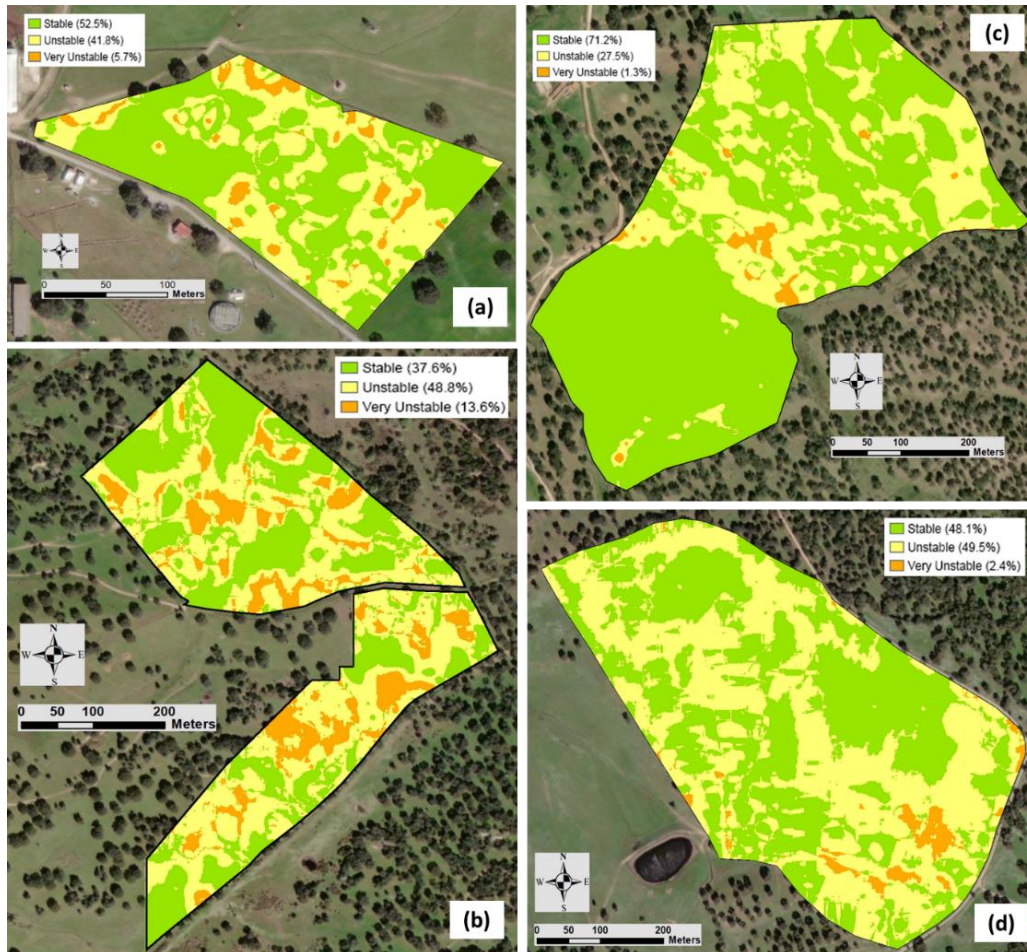 Stable (52.5%)
Unstable (41.8%)
Very Unstable (5.7%)
N
W E
S
0 50 100
Meters
(a)
Stable (37.6%)
Unstable (48.8%)
Very Unstable (13.6%)
N
W E
S
0 50 100 200
Meters
(b)
Stable (71.2%)
Unstable (27.5%)
Very Unstable (1.3%)
(c)
N
W E
S
0 50 100 200
Meters
Stable (48.1%)
Unstable (49.5%)
Very Unstable (2.4%)
N
W E
S
0 50 100 200
Meters
(d)